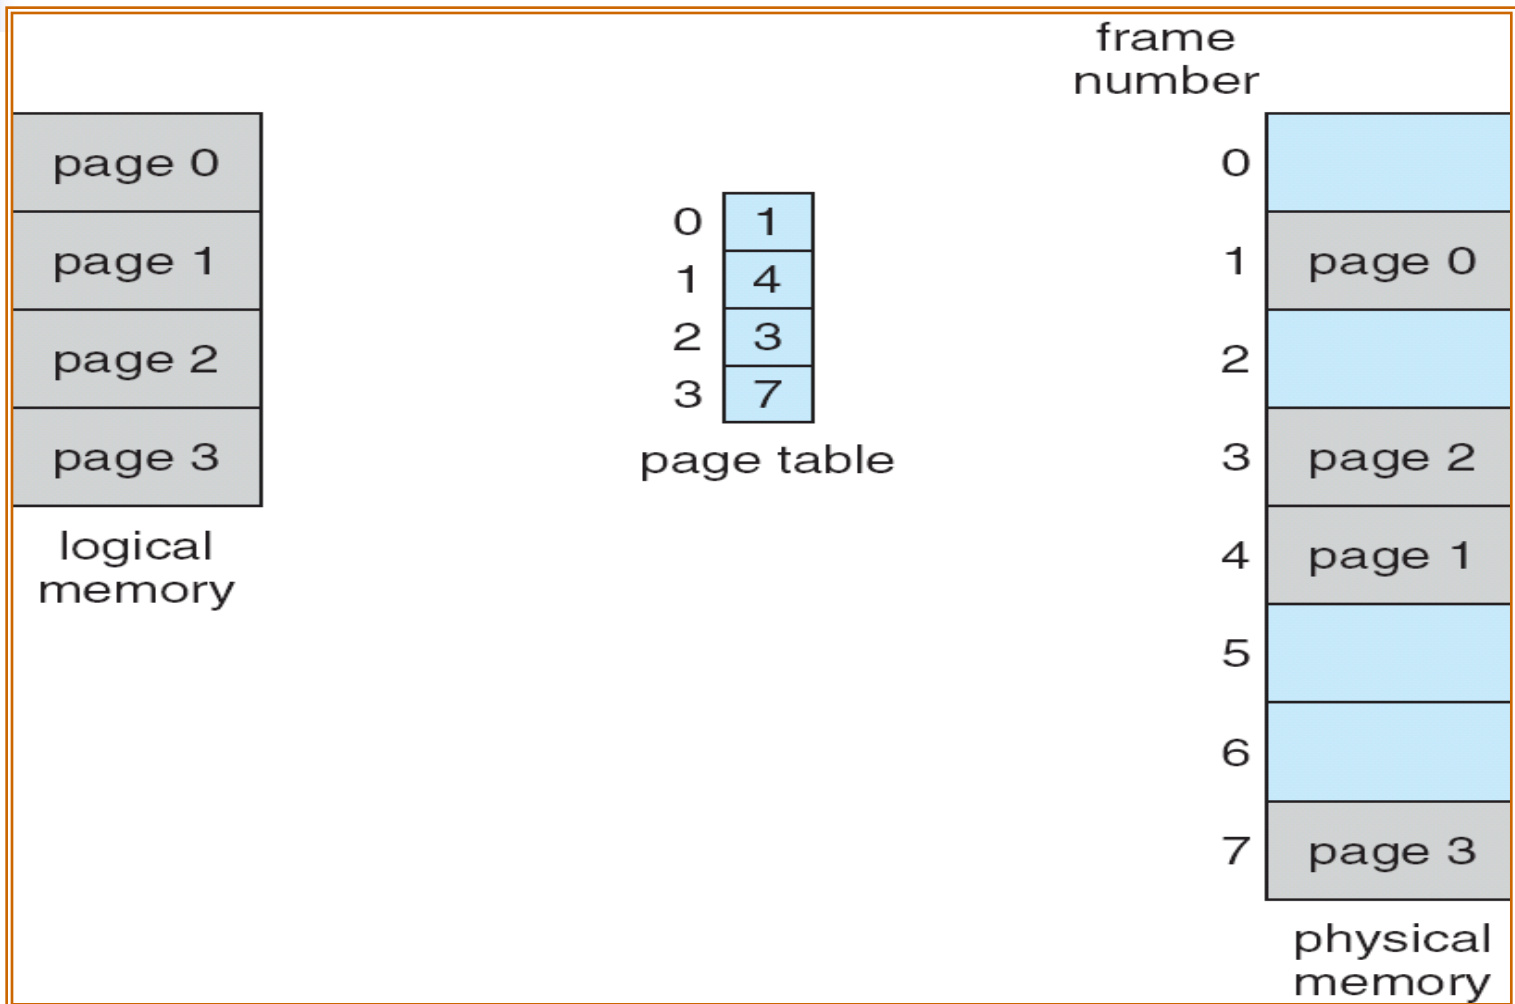 page 0
page 1
page 2
page 3
logical
memory
0 1
1 4
2 3
3 7
page table
frame
number
0
1 page 0
2
3 page 2
4 page 1
5
6
7 page 3
physical
memory